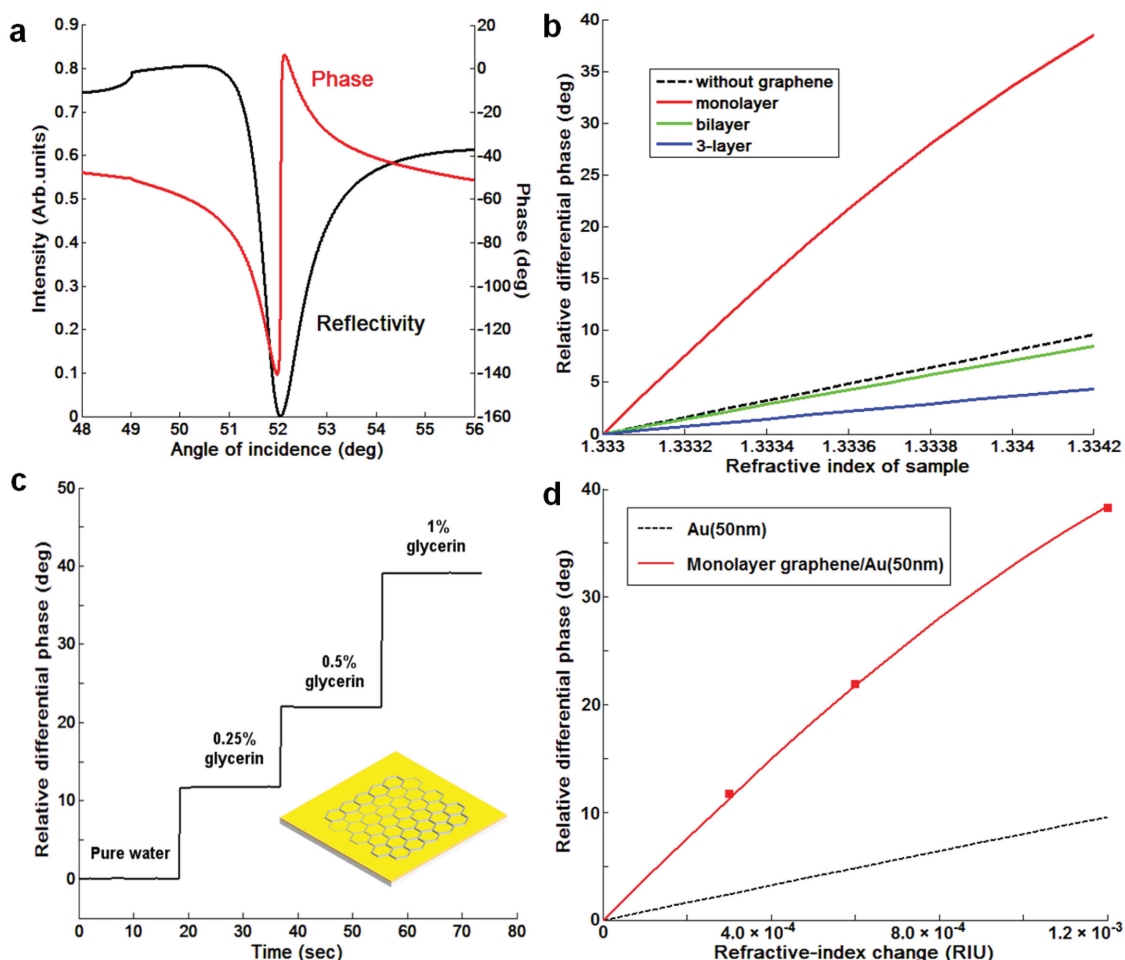 a
0.9
0.8
0.7
0.6
0.5
0.4
0.3
0.2
0.1
0
Intensity (Arb.units)
20
0
-20
-40
-60
-80
-100
-120
-140
-160
Phase (deg)
Phase
Reflectivity
48 49 50 51 52 53 54 55 56
Angle of incidence (deg)
b
40
35
30
25
20
15
10
5
0
Relative differential phase (deg)
without graphene
monolayer
bilayer
3-layer
1.333 1.3332 1.3334 1.3336 1.3338 1.334 1.3342
Refractive index of sample
c
50
40
30
20
10
0
Relative differential phase (deg)
1%
glycerin
0.5%
glycerin
0.25%
glycerin
Pure water
0 10 20 30 40 50 60 70 80
Time (sec)
d
40
30
20
10
0
Relative differential phase (deg)
Au(50nm)
Monolayer graphene/Au(50nm)
0 4.0 × 10⁻⁴ 8.0 × 10⁻⁴ 1.2 × 10⁻³
Refractive-index change (RIU)